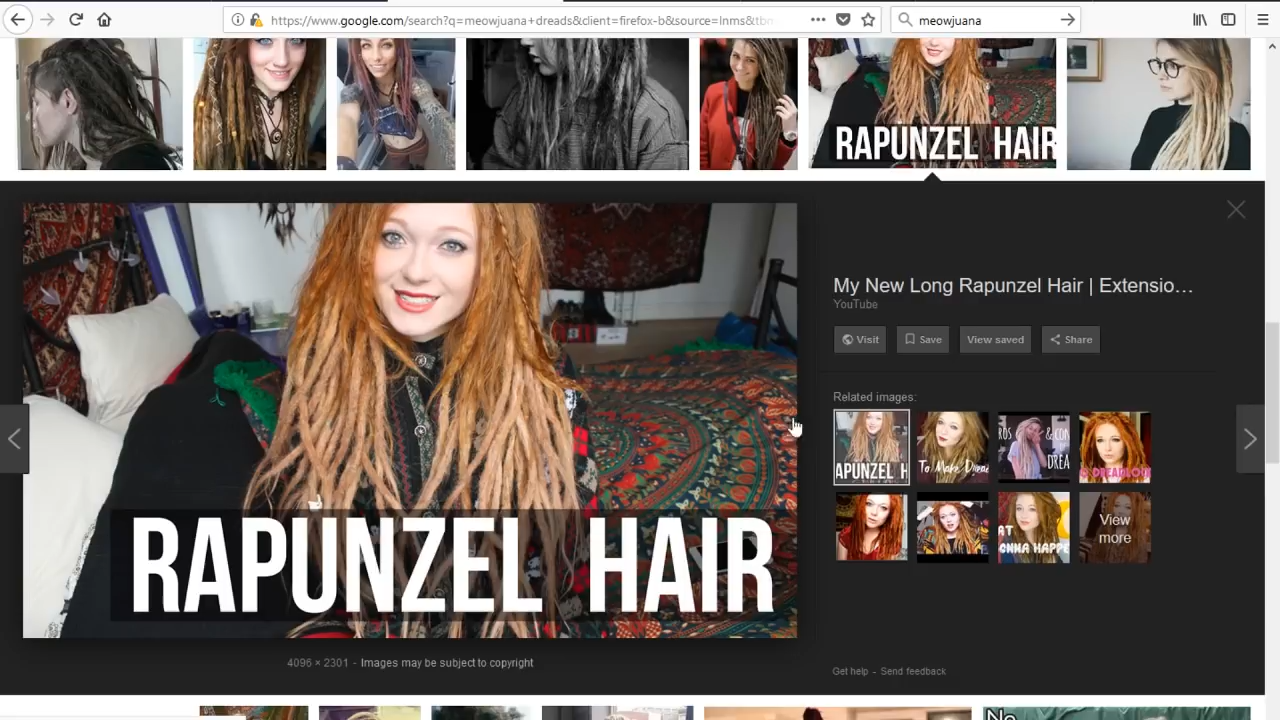 https://www.google.com/search?q=meowjuana+dreads&client=firefox-b&source=lnms&tb
meowjuana
RAPUNZEL HAIR
My New Long Rapunzel Hair | Extensio…
YouTube
Visit
Save
View saved
Share
Related images:
RAPUNZEL HAIR
View
more
4096 × 2301 - Images may be subject to copyright
Get help - Send feedback
No